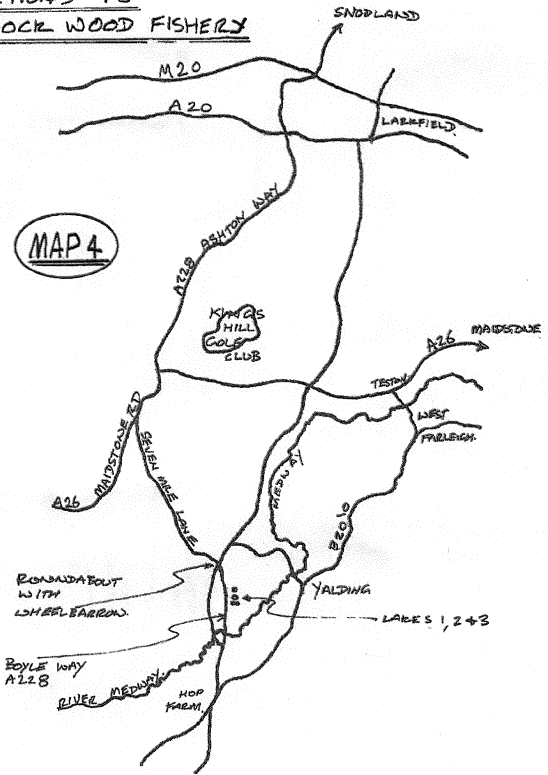 TO
OCK WOOD FISHERY
SNODLAND
M20
A20
LARKFIELD.
MAP 4
A228 ASHTON WAY
KINGS
HILL
GOLF
CLUB
A26
MAIDSTONE
TESTON
WEST
FARLEIGH.
MAIDSTONE RD
A26
SEVEN MILE LANE
MEDWAY
B2010
ROUNDABOUT
WITH
WHEELBARROW.
YALDING
LAKES 1, 2 & 3
BOYLE WAY
A228
RIVER MEDWAY.
HOP
FARM.